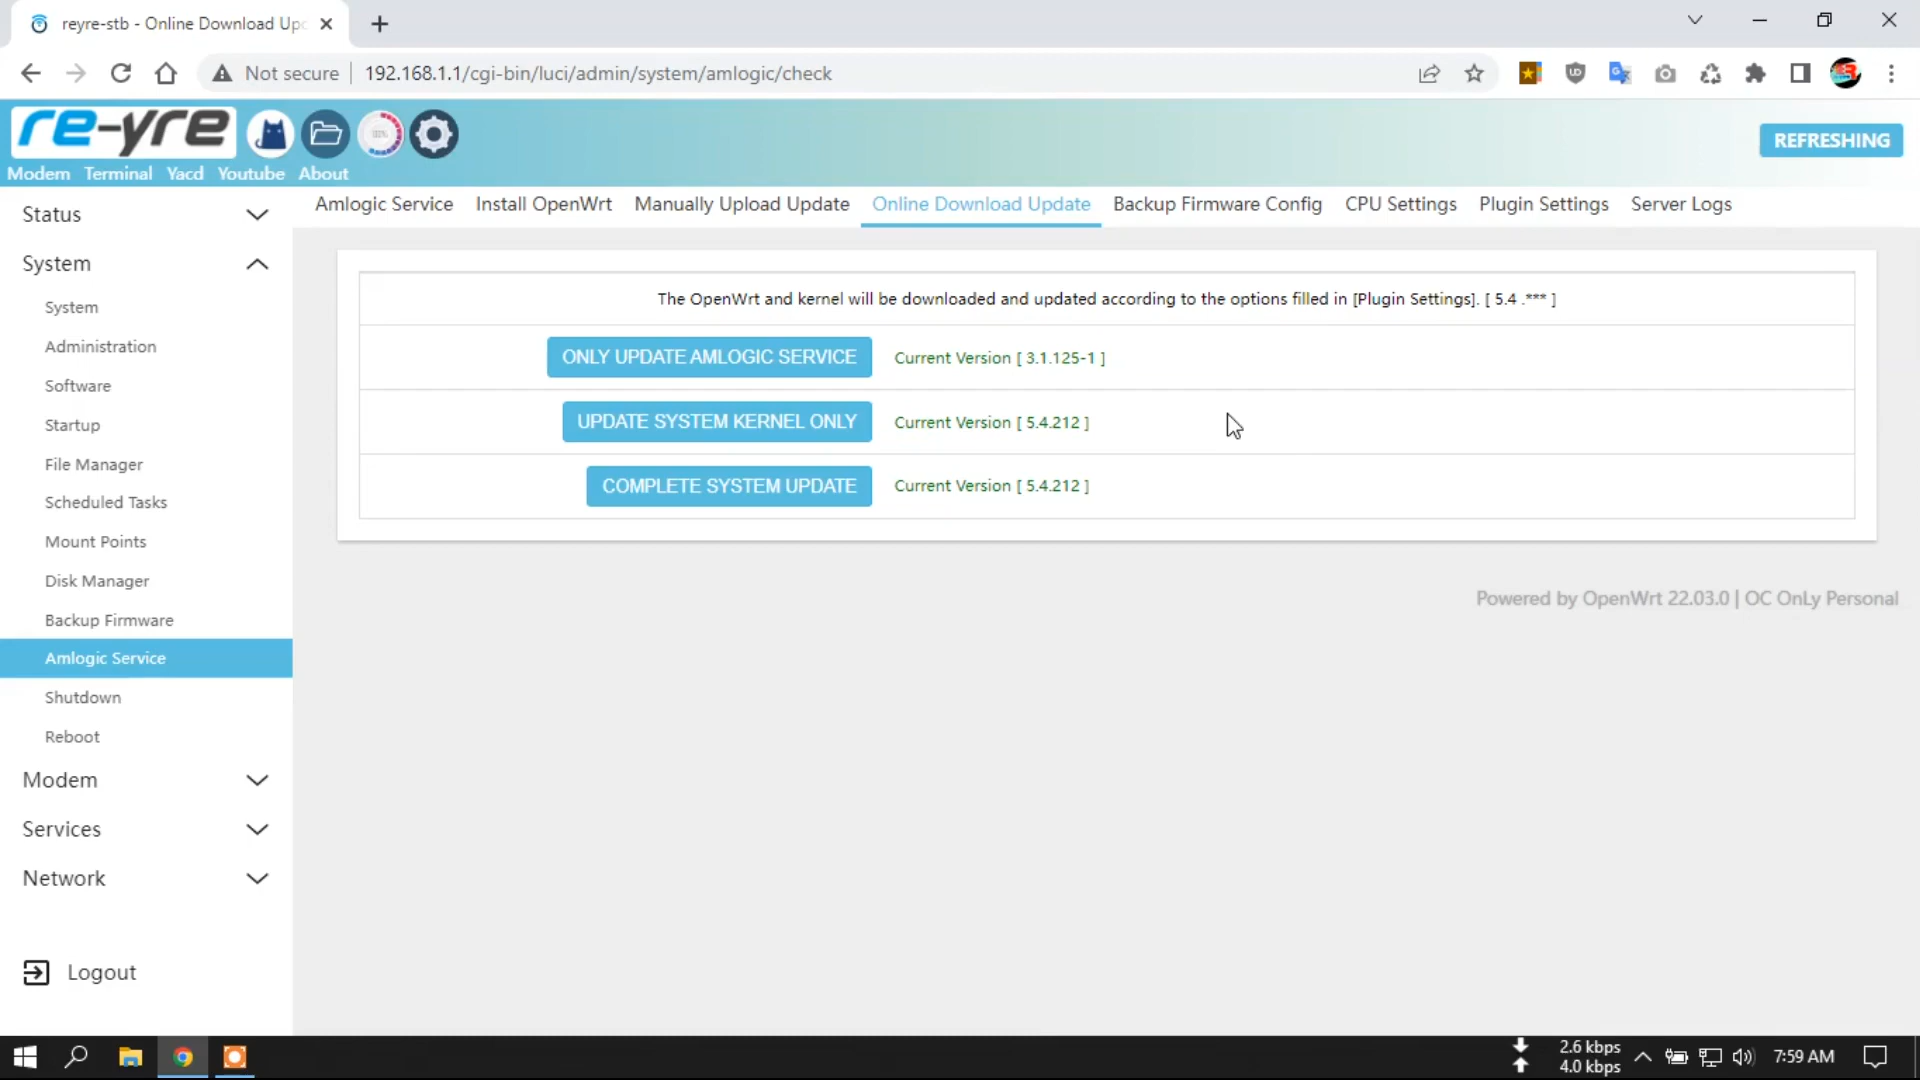 reyre-stb - Online Download Upd
Not secure
192.168.1.1/cgi-bin/luci/admin/system/amlogic/check
re-yre
100%
REFRESHING
Modem Terminal Yacd Youtube About
Status
System
System
Administration
Software
Startup
File Manager
Scheduled Tasks
Mount Points
Disk Manager
Backup Firmware
Amlogic Service
Shutdown
Reboot
Modem
Services
Network
Logout
Amlogic Service Install OpenWrt Manually Upload Update Online Download Update Backup Firmware Config CPU Settings Plugin Settings Server Logs
The OpenWrt and kernel will be downloaded and updated according to the options filled in [Plugin Settings]. [ 5.4 .*** ]
ONLY UPDATE AMLOGIC SERVICE Current Version [ 3.1.125-1 ]
UPDATE SYSTEM KERNEL ONLY Current Version [ 5.4.212 ]
COMPLETE SYSTEM UPDATE Current Version [ 5.4.212 ]
Powered by OpenWrt 22.03.0 | OC OnLy Personal
2.6 kbps
4.0 kbps
7:59 AM